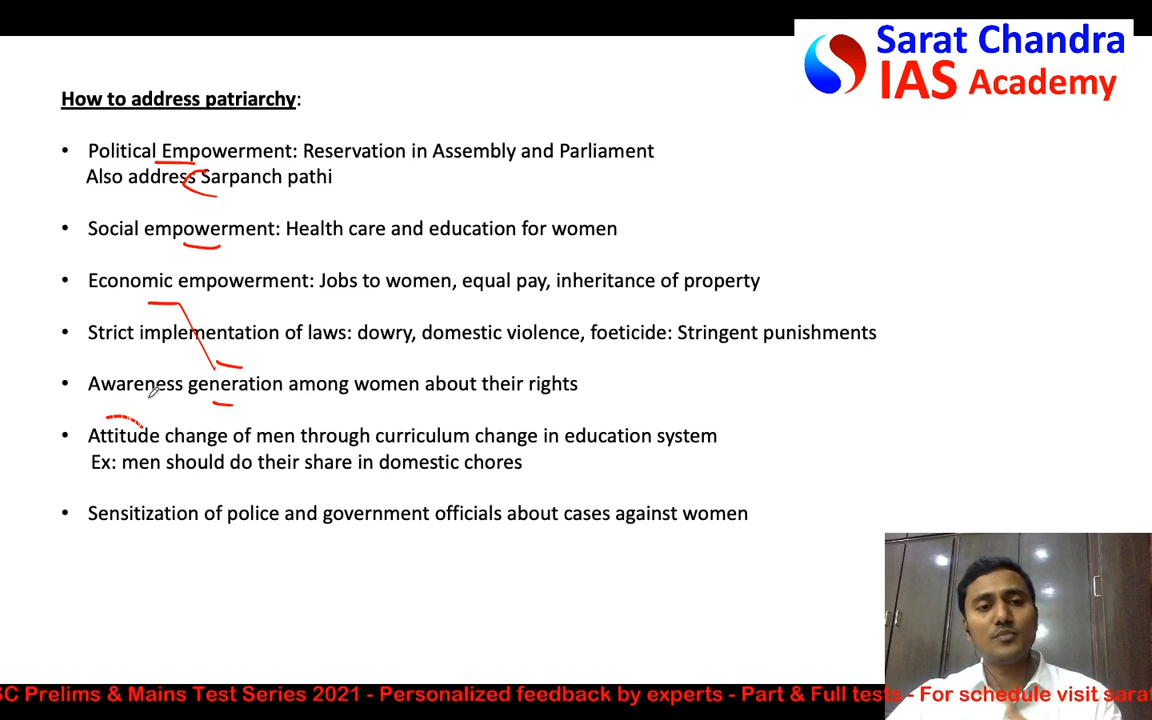 Sarat Chandra
IAS Academy
How to address patriarchy:
• Political Empowerment: Reservation in Assembly and Parliament
Also address Sarpanch pathi
• Social empowerment: Health care and education for women
• Economic empowerment: Jobs to women, equal pay, inheritance of property
• Strict implementation of laws: dowry, domestic violence, foeticide: Stringent punishments
• Awareness generation among women about their rights
• Attitude change of men through curriculum change in education system
Ex: men should do their share in domestic chores
• Sensitization of police and government officials about cases against women
SC Prelims & Mains Test Series 2021 - Personalized feedback by experts - Part & Full tests - For schedule visit sarat